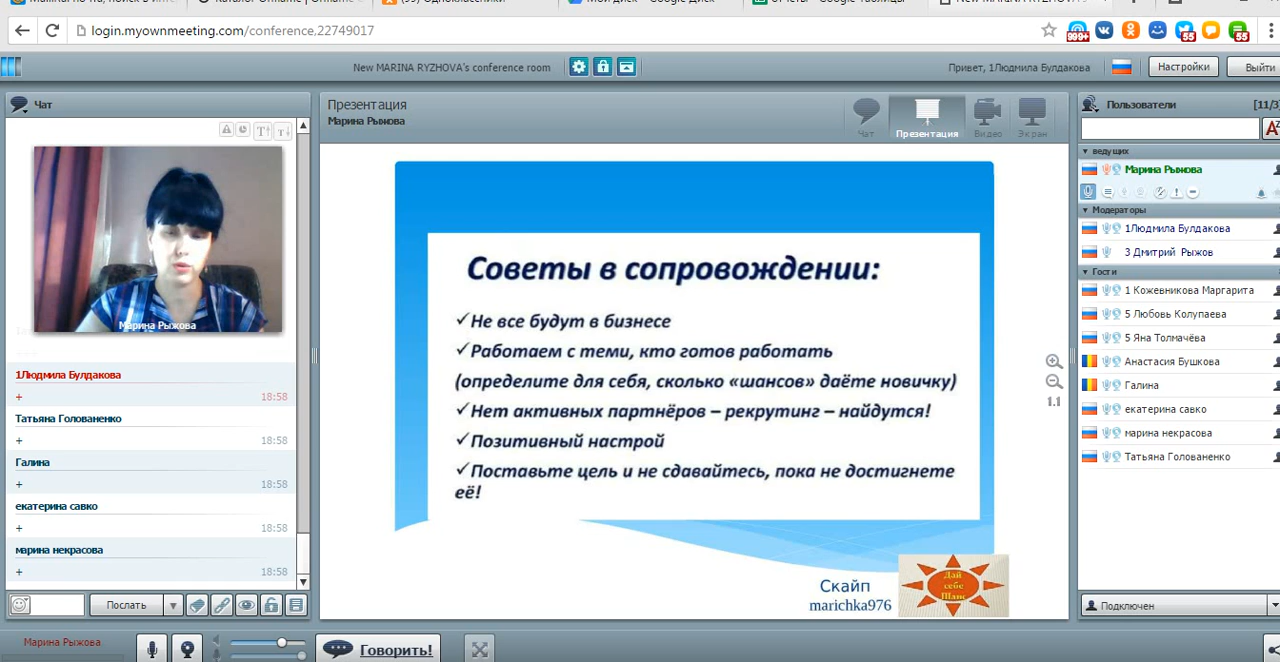 login.myownmeeting.com/conference,22749017
999+
55
55
New MARINA RYZHOVA's conference room
Привет, 1Людмила Булдакова
Настройки
Выйти
Чат
Марина Рыжова
1Людмила Булдакова
+ 18:58
Татьяна Голованенко
+ 18:58
Галина
+ 18:58
екатерина савко
+ 18:58
марина некрасова
+ 18:58
Послать
Презентация
Марина Рыжова
Чат
Презентация
Видео
Экран
Советы в сопровождении:
✓Не все будут в бизнесе
✓Работаем с теми, кто готов работать
(определите для себя, сколько «шансов» даёте новичку)
✓Нет активных партнёров – рекрутинг – найдутся!
✓Позитивный настрой
✓Поставьте цель и не сдавайтесь, пока не достигнете
её!
Скайп
marichka976
Дай
себе
Шанс
1.1
Пользователи
[11/3
ведущих
Марина Рыжова
Модераторы
1Людмила Булдакова
3 Дмитрий Рыжов
Гости
1 Кожевникова Маргарита
5 Любовь Колупаева
5 Яна Толмачёва
Анастасия Бушкова
Галина
екатерина савко
марина некрасова
Татьяна Голованенко
Подключен
Марина Рыжова
Говорить!